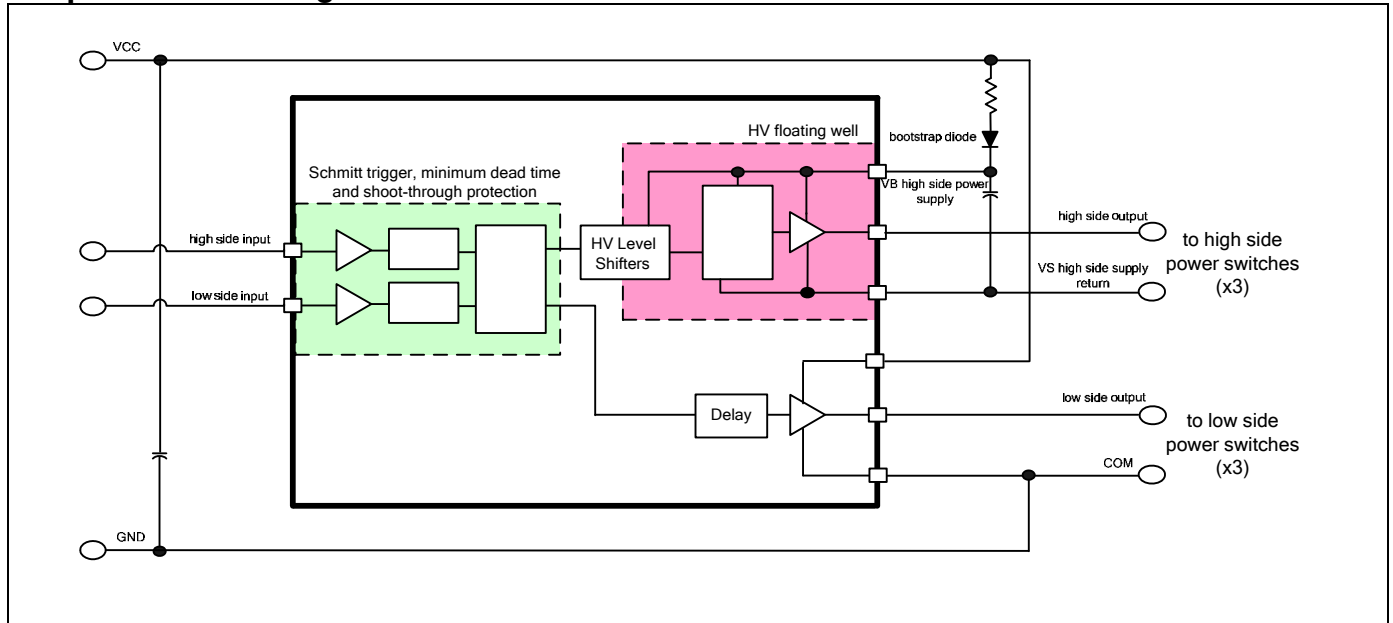 VCC
HV floating well
bootstrap diode
Schmitt trigger, minimum dead time
and shoot-through protection
VB high side power
supply
high side input
HV Level
Shifters
high side output
to high side
power switches
(x3)
VS high side supply
return
low side input
Delay
low side output
to low side
power switches
(x3)
COM
GND